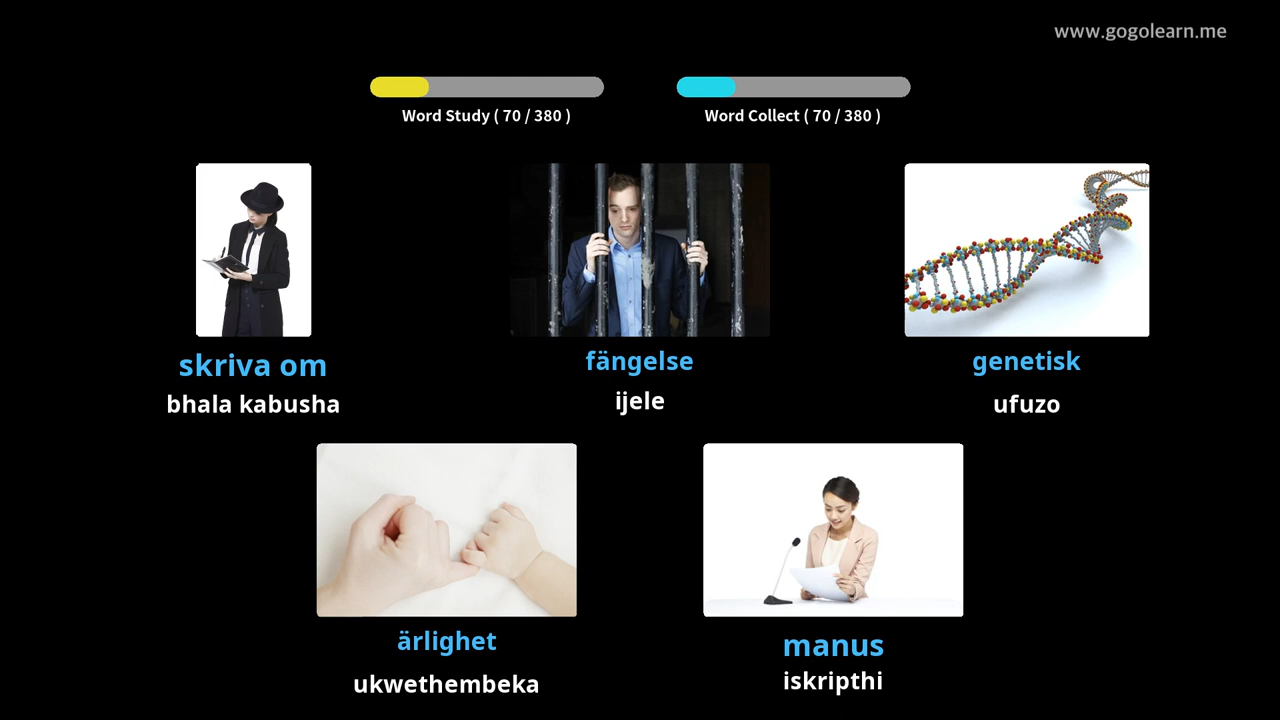 www.gogolearn.me
Word Study ( 70 / 380 )
Word Collect ( 70 / 380 )
skriva om
bhala kabusha
fängelse
ijele
genetisk
ufuzo
ärlighet
ukwethembeka
manus
iskripthi